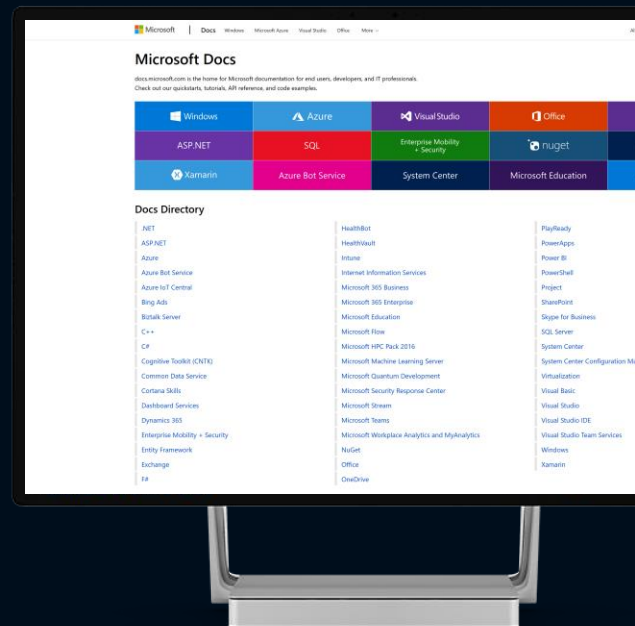 Microsoft | Docs Windows Microsoft Azure Visual Studio Office More
Microsoft Docs
docs.microsoft.com is the home for Microsoft documentation for end users, developers, and IT professionals.
Check out our quickstarts, tutorials, API reference, and code examples.
Windows Azure Visual Studio Office
ASP.NET SQL Enterprise Mobility + Security nuget
Xamarin Azure Bot Service System Center Microsoft Education
Docs Directory
.NET
ASP.NET
Azure
Azure Bot Service
Azure IoT Central
Bing Ads
Biztalk Server
C++
C#
Cognitive Toolkit (CNTK)
Common Data Service
Cortana Skills
Dashboard Services
Dynamics 365
Enterprise Mobility + Security
Entity Framework
Exchange
F#
HealthBot
HealthVault
Intune
Internet Information Services
Microsoft 365 Business
Microsoft 365 Enterprise
Microsoft Education
Microsoft Flow
Microsoft HPC Pack 2016
Microsoft Machine Learning Server
Microsoft Quantum Development
Microsoft Security Response Center
Microsoft Stream
Microsoft Teams
Microsoft Workplace Analytics and MyAnalytics
NuGet
Office
OneDrive
PlayReady
PowerApps
Power BI
PowerShell
Project
SharePoint
Skype for Business
SQL Server
System Center
System Center Configuration Ma
Virtualization
Visual Basic
Visual Studio
Visual Studio IDE
Visual Studio Team Services
Windows
Xamarin